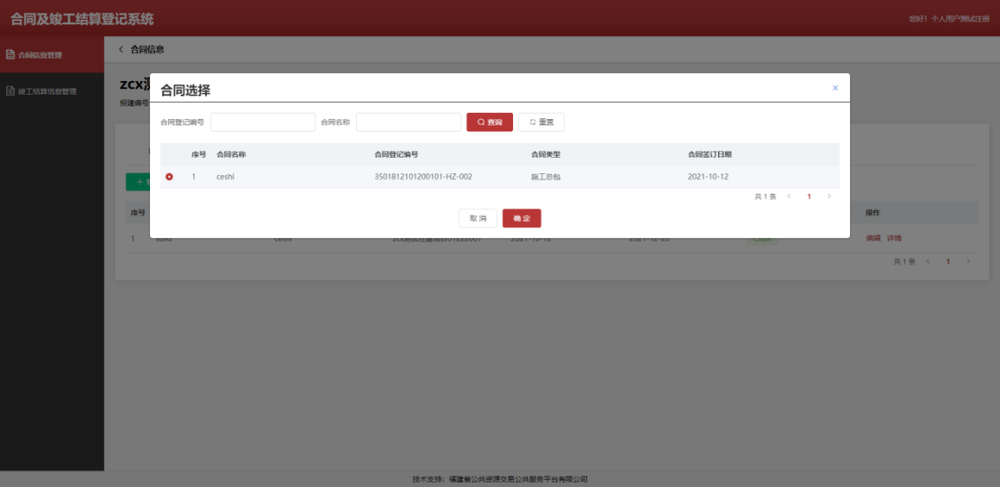 合同及竣工结算登记系统
您好！个人用户测试注册
合同信息管理
竣工结算信息管理
合同信息
zcx测
报建编号
合同选择
合同登记编号 合同名称 查询 重置
序号 合同名称 合同登记编号 合同类型 合同签订日期
1 ceshi 3501812101200101-HZ-002 施工总包 2021-10-12
共 1 条 1
取 消 确 定
序号 操作
1 ceshi 2021-10-12 2021-12-20 编辑 详情
共 1 条 1
技术支持：福建省公共资源交易公共服务平台有限公司